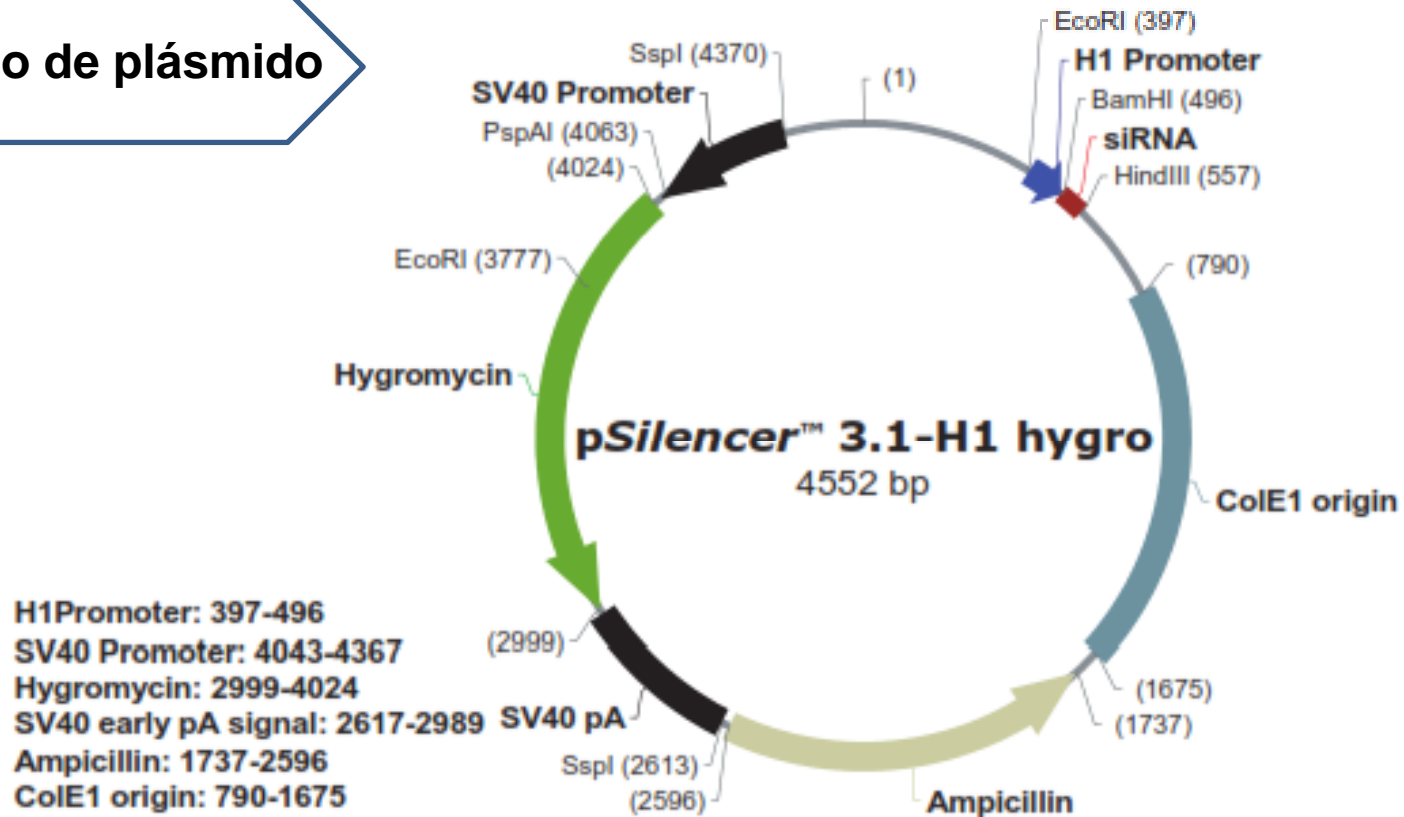 o de plásmido
EcoRI (397)
H1 Promoter
BamHI (496)
siRNA
HindIII (557)
(790)
ColE1 origin
(1675)
(1737)
Ampicillin
(2596)
SspI (2613)
SV40 pA
(2999)
Hygromycin
EcoRI (3777)
(4024)
PspAI (4063)
SV40 Promoter
SspI (4370)
(1)
pSilencer™ 3.1-H1 hygro
4552 bp
H1Promoter: 397-496
SV40 Promoter: 4043-4367
Hygromycin: 2999-4024
SV40 early pA signal: 2617-2989
Ampicillin: 1737-2596
ColE1 origin: 790-1675